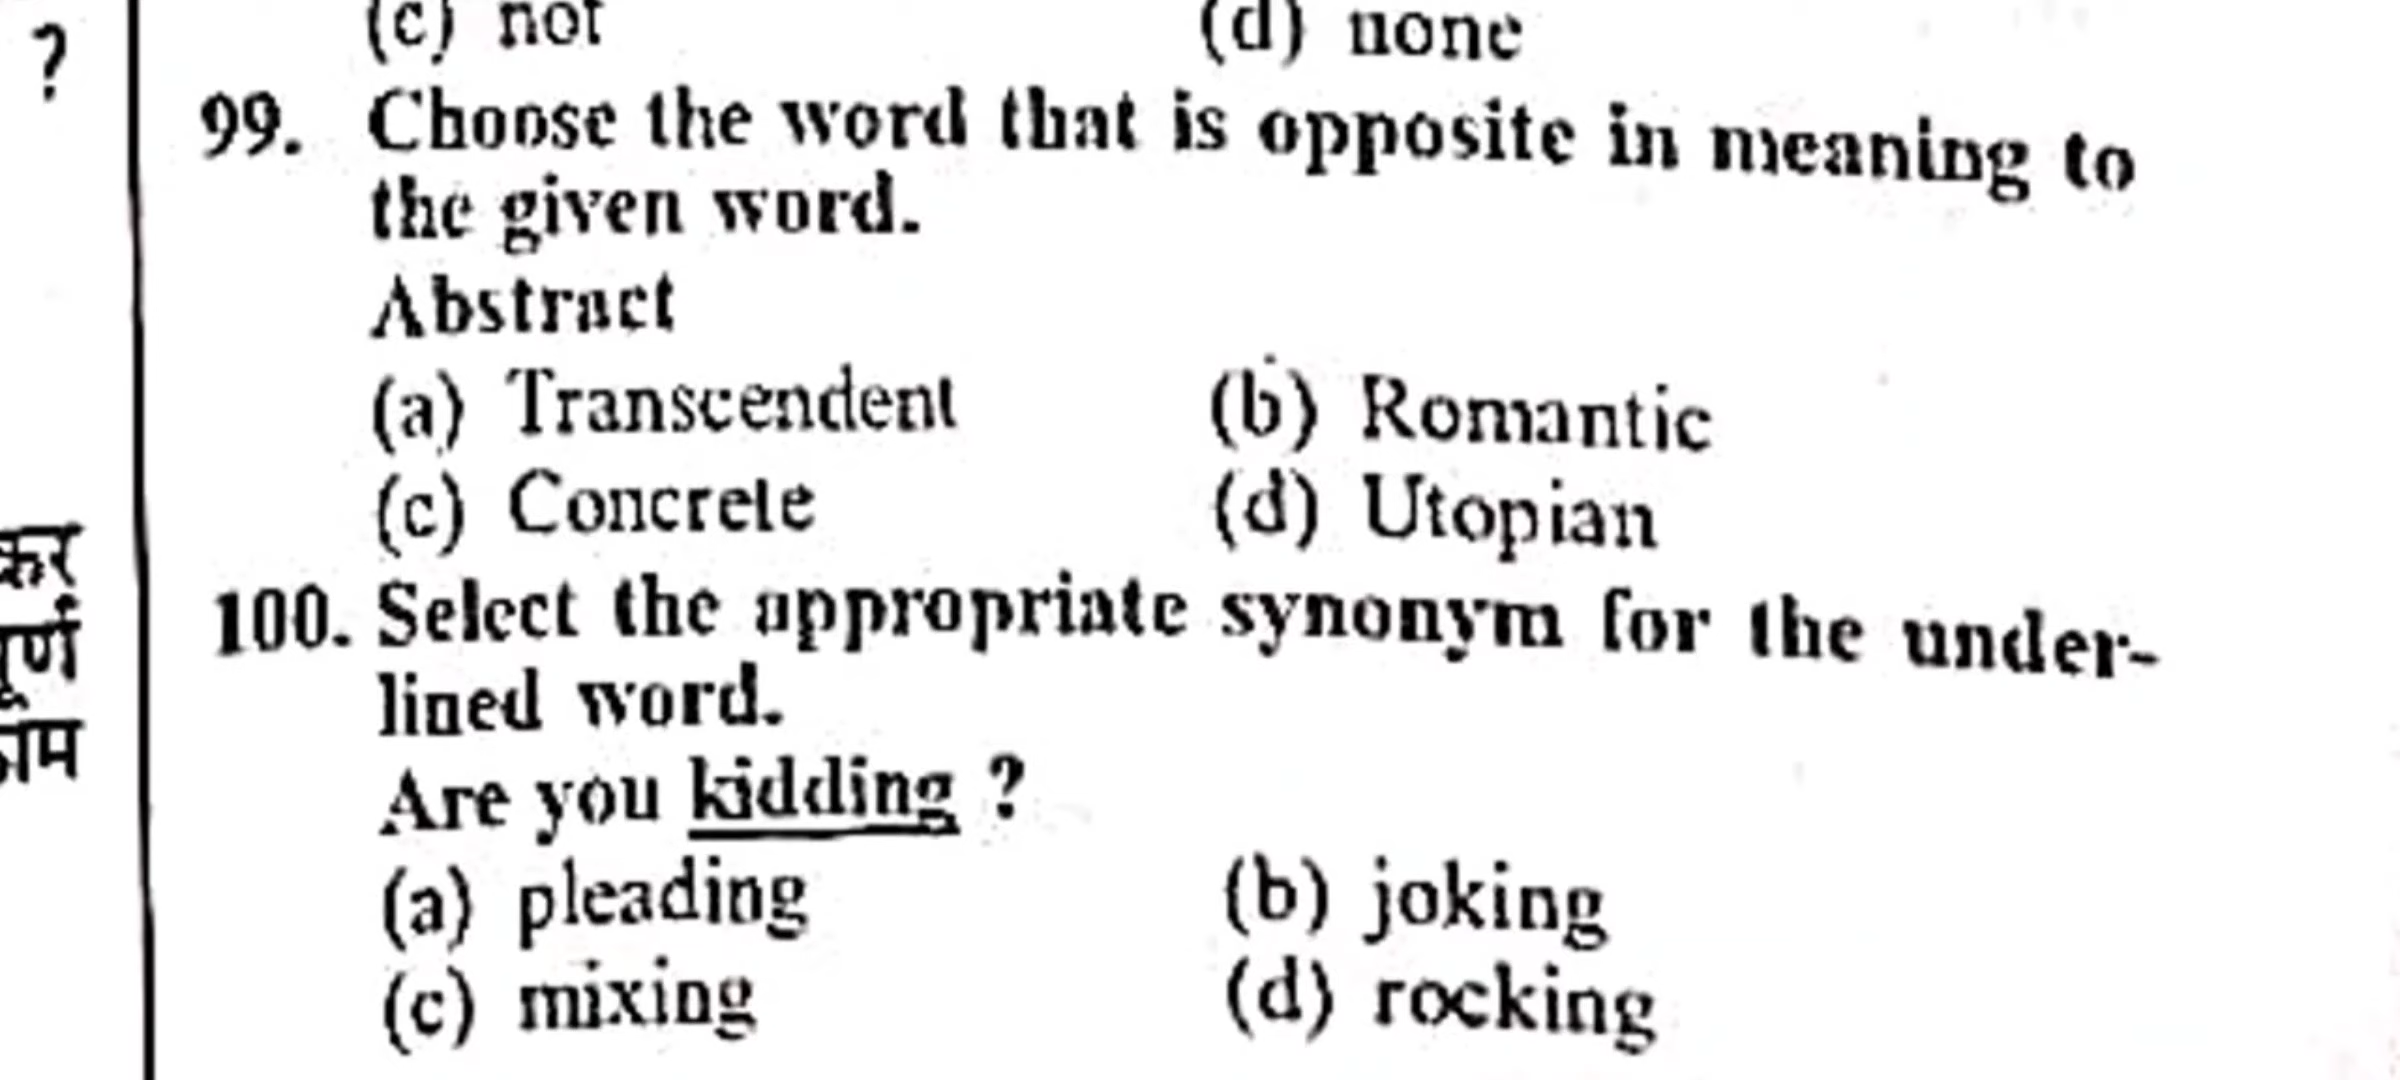 ?
(c) not (d) none
99. Choose the word that is opposite in meaning to
the given word.
Abstract
(a) Transcendent (b) Romantic
(c) Concrete (d) Utopian
कर
100. Select the appropriate synonym for the under-
lined word.
Are you kidding ?
(a) pleading (b) joking
(c) mixing (d) rocking